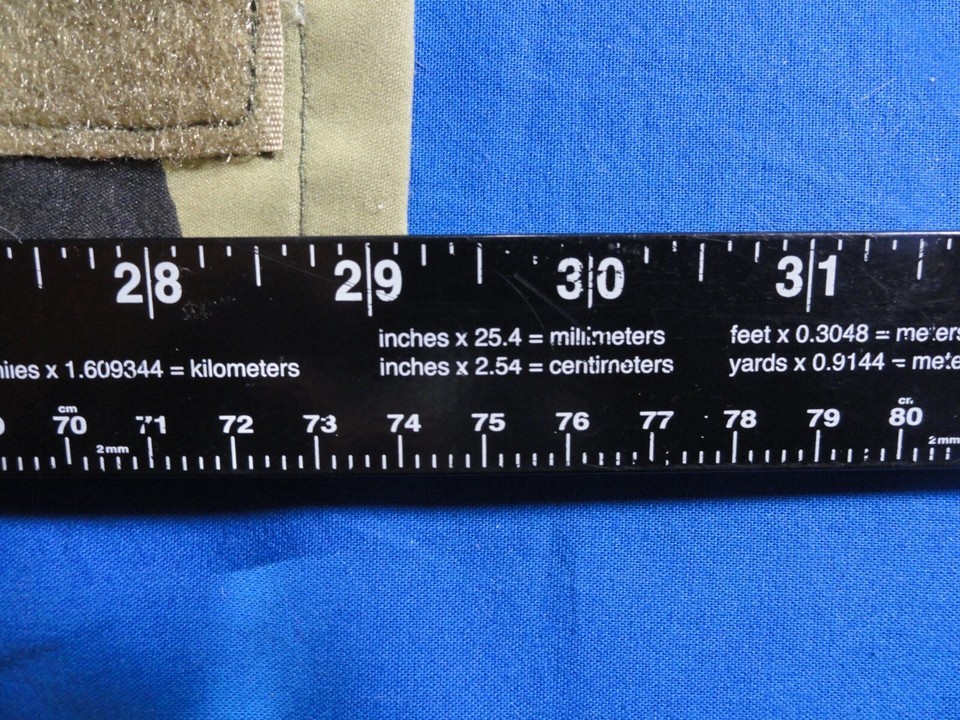 28 29 30 31
inches x 25.4 = millimeters feet x 0.3048 = meters
x 1.609344 = kilometers inches x 2.54 = centimeters yards x 0.9144 =
cm cm
70 71 72 73 74 75 76 77 78 79 80
2mm 2mm